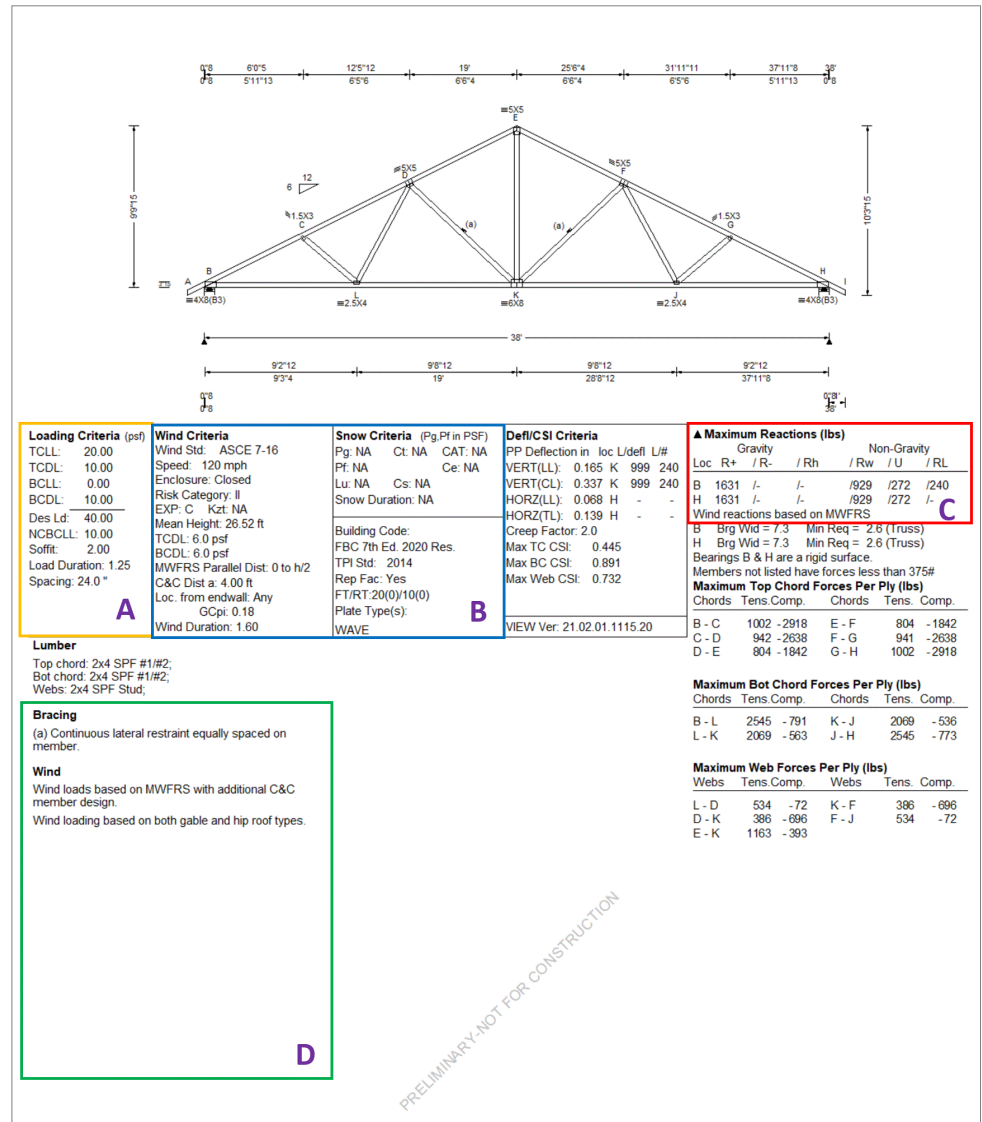 0"8 6'0"5 12'5"12 19' 25'6"4 31'11"11 37'11"8 38'
0"8 5'11"13 6'5"6 6'6"4 6'6"4 6'5"6 5'11"13 0"8
≡5X5
E
≡5X5
D
≡5X5
F
12
6
≡1.5X3
C
≡1.5X3
G
(a) (a)
9'9"15
10'3"15
A B H I
≡4X8(B3) L K J ≡4X8(B3)
≡2.5X4 ≡6X8 ≡2.5X4
38'
9'2"12 9'8"12 9'8"12 9'2"12
9'3"4 19' 28'8"12 37'11"8
0"8 0"8 1'
0"8 38'
Loading Criteria (psf)
TCLL: 20.00
TCDL: 10.00
BCLL: 0.00
BCDL: 10.00
Des Ld: 40.00
NCBCLL: 10.00
Soffit: 2.00
Load Duration: 1.25
Spacing: 24.0 "
A
Wind Criteria
Wind Std: ASCE 7-16
Speed: 120 mph
Enclosure: Closed
Risk Category: II
EXP: C Kzt: NA
Mean Height: 26.52 ft
TCDL: 6.0 psf
BCDL: 6.0 psf
MWFRS Parallel Dist: 0 to h/2
C&C Dist a: 4.00 ft
Loc. from endwall: Any
GCpi: 0.18
Wind Duration: 1.60
Snow Criteria (Pg,Pf in PSF)
Pg: NA Ct: NA CAT: NA
Pf: NA Ce: NA
Lu: NA Cs: NA
Snow Duration: NA
Building Code:
FBC 7th Ed. 2020 Res.
TPI Std: 2014
Rep Fac: Yes
FT/RT:20(0)/10(0)
Plate Type(s):
WAVE
B
Defl/CSI Criteria
PP Deflection in loc L/defl L/#
VERT(LL): 0.165 K 999 240
VERT(CL): 0.337 K 999 240
HORZ(LL): 0.068 H - -
HORZ(TL): 0.139 H - -
Creep Factor: 2.0
Max TC CSI: 0.445
Max BC CSI: 0.891
Max Web CSI: 0.732
VIEW Ver: 21.02.01.1115.20
▲ Maximum Reactions (lbs)
Gravity Non-Gravity
Loc R+ / R- / Rh / Rw / U / RL
B 1631 /- /- /929 /272 /240
H 1631 /- /- /929 /272 /-
Wind reactions based on MWFRS
C
B Brg Wid = 7.3 Min Req = 2.6 (Truss)
H Brg Wid = 7.3 Min Req = 2.6 (Truss)
Bearings B & H are a rigid surface.
Members not listed have forces less than 375#
Maximum Top Chord Forces Per Ply (lbs)
Chords Tens.Comp. Chords Tens. Comp.
B - C 1002 -2918 E - F 804 -1842
C - D 942 -2638 F - G 941 -2638
D - E 804 -1842 G - H 1002 -2918
Maximum Bot Chord Forces Per Ply (lbs)
Chords Tens.Comp. Chords Tens. Comp.
B - L 2545 -791 K - J 2069 -536
L - K 2069 -563 J - H 2545 -773
Maximum Web Forces Per Ply (lbs)
Webs Tens.Comp. Webs Tens. Comp.
L - D 534 -72 K - F 386 -696
D - K 386 -696 F - J 534 -72
E - K 1163 -393
Lumber
Top chord: 2x4 SPF #1/#2;
Bot chord: 2x4 SPF #1/#2;
Webs: 2x4 SPF Stud;
Bracing
(a) Continuous lateral restraint equally spaced on
member.
Wind
Wind loads based on MWFRS with additional C&C
member design.
Wind loading based on both gable and hip roof types.
D
PRELIMINARY-NOT FOR CONSTRUCTION